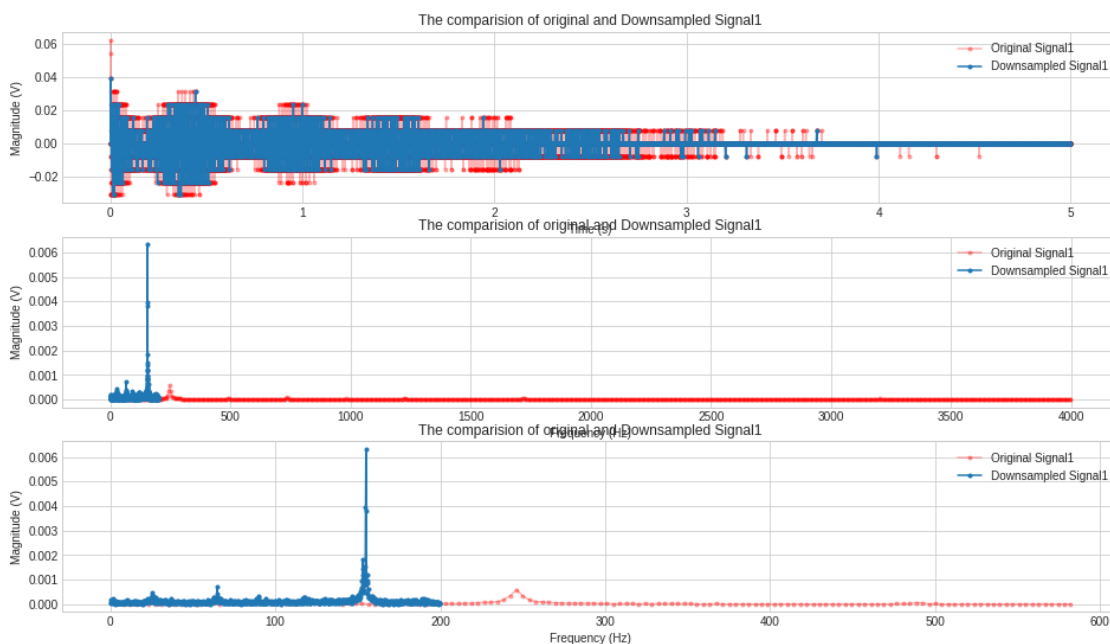 The comparision of original and Downsampled Signal1
Magnitude (V)
0.06
0.04
0.02
0.00
−0.02
Original Signal1
Downsampled Signal1
0 1 2 3 4 5
Time (s)
The comparision of original and Downsampled Signal1
Magnitude (V)
0.006
0.005
0.004
0.003
0.002
0.001
0.000
Original Signal1
Downsampled Signal1
0 500 1000 1500 2000 2500 3000 3500 4000
Frequency (Hz)
The comparision of original and Downsampled Signal1
Magnitude (V)
0.006
0.005
0.004
0.003
0.002
0.001
0.000
Original Signal1
Downsampled Signal1
0 100 200 300 400 500 600
Frequency (Hz)